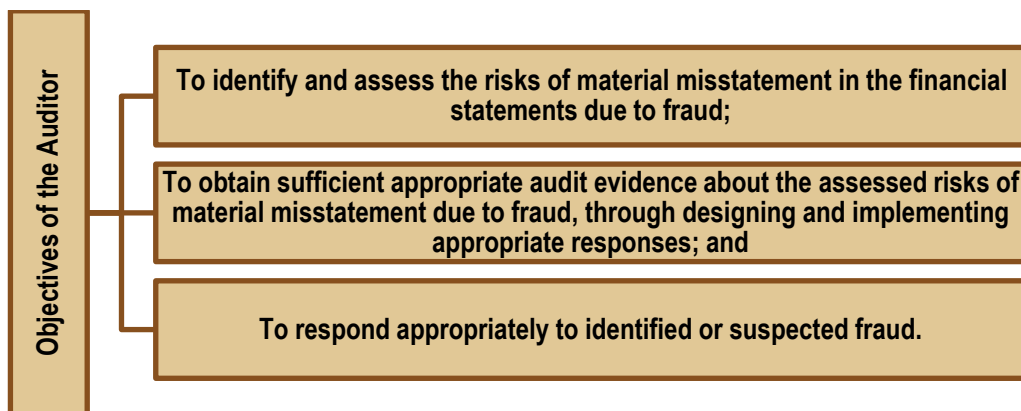 Objectives of the Auditor
To identify and assess the risks of material misstatement in the financial
statements due to fraud;
To obtain sufficient appropriate audit evidence about the assessed risks of
material misstatement due to fraud, through designing and implementing
appropriate responses; and
To respond appropriately to identified or suspected fraud.